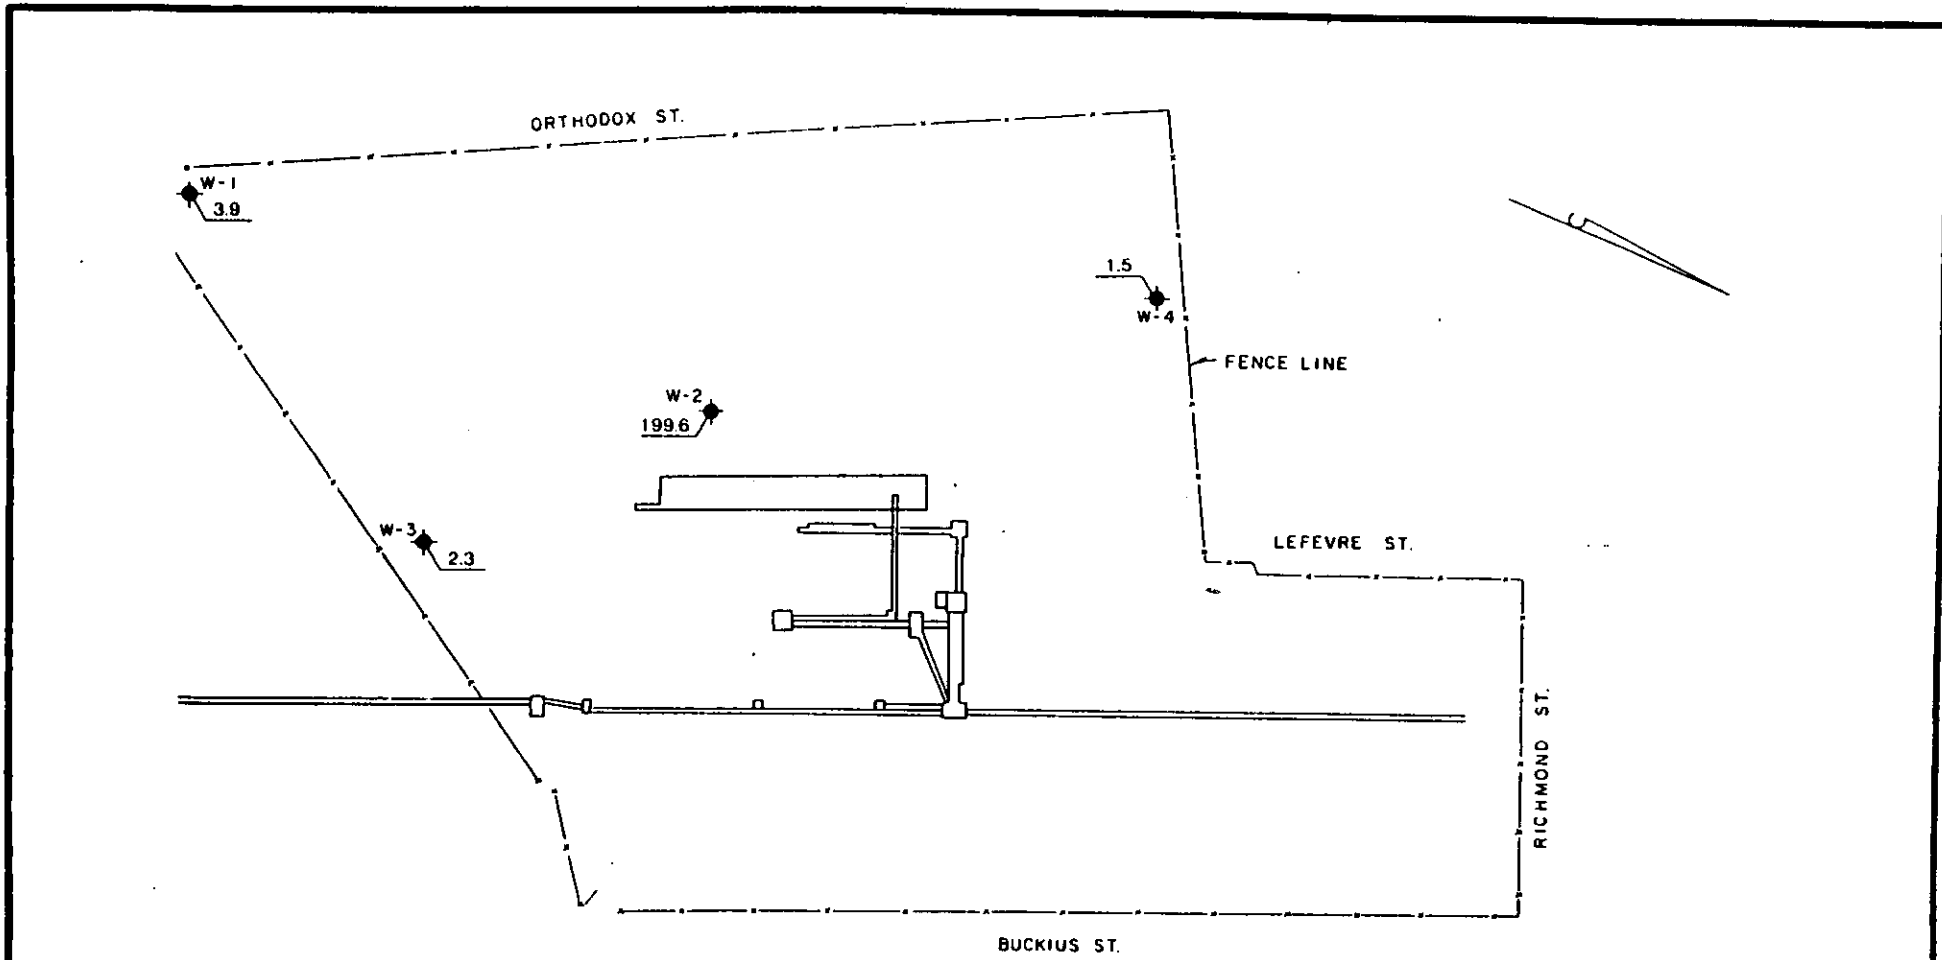 ORTHODOX ST.
W-1
3.9
1.5
W-4
FENCE LINE
W-2
199.6
W-3
2.3
LEFEVRE ST.
RICHMOND ST.
BUCKIUS ST.